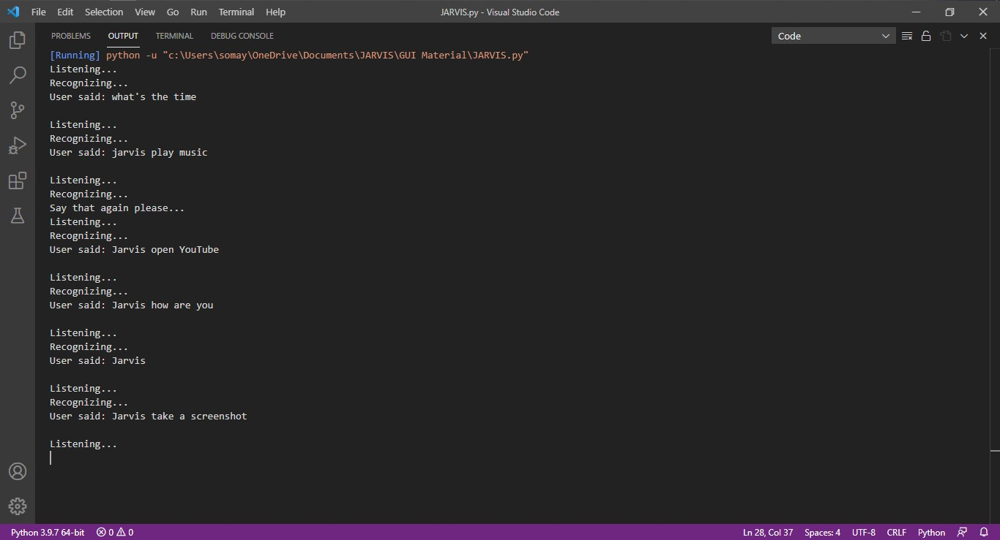 File Edit Selection View Go Run Terminal Help JARVIS.py - Visual Studio Code
PROBLEMS OUTPUT TERMINAL DEBUG CONSOLE Code
[Running] python -u "c:\Users\somay\OneDrive\Documents\JARVIS\GUI Material\JARVIS.py"
Listening...
Recognizing...
User said: what's the time
Listening...
Recognizing...
User said: jarvis play music
Listening...
Recognizing...
Say that again please...
Listening...
Recognizing...
User said: Jarvis open YouTube
Listening...
Recognizing...
User said: Jarvis how are you
Listening...
Recognizing...
User said: Jarvis
Listening...
Recognizing...
User said: Jarvis take a screenshot
Listening...
Python 3.9.7 64-bit 0 0 Ln 28, Col 37 Spaces: 4 UTF-8 CRLF Python